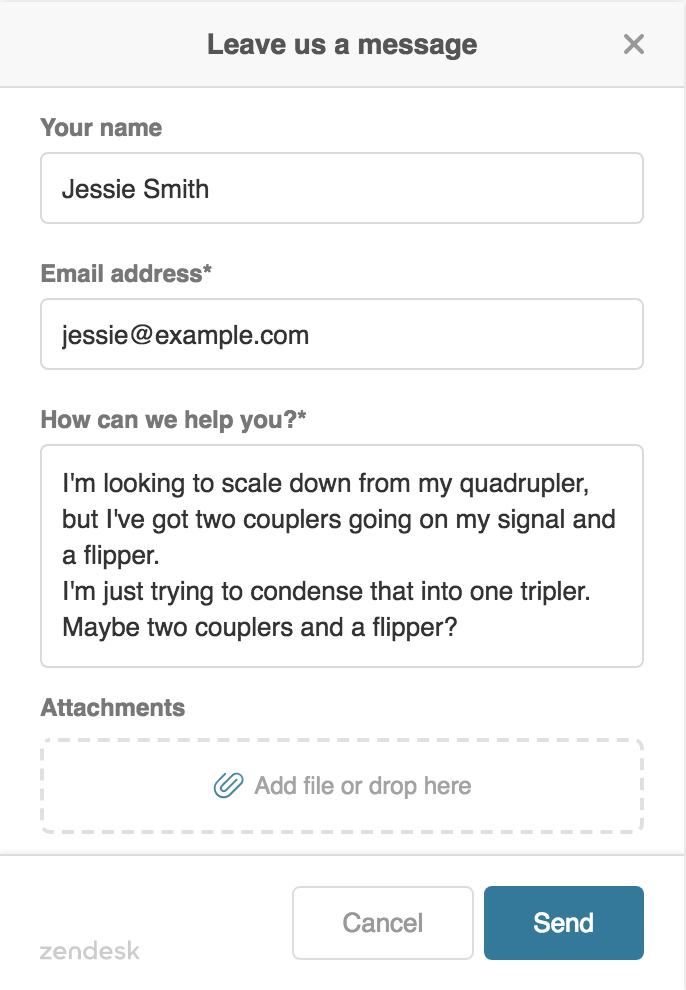 Leave us a message
Your name
Jessie Smith
Email address*
jessie@example.com
How can we help you?*
I'm looking to scale down from my quadrupler,
but I've got two couplers going on my signal and
a flipper.
I'm just trying to condense that into one tripler.
Maybe two couplers and a flipper?
Attachments
Add file or drop here
Cancel
Send
zendesk